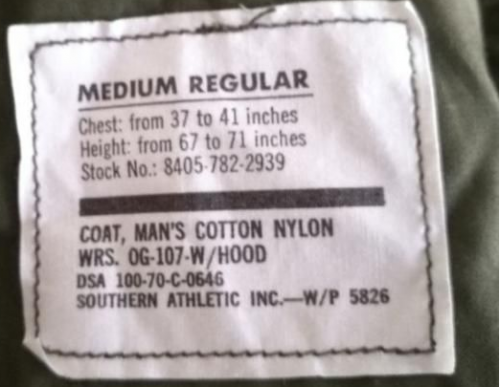 MEDIUM REGULAR
Chest: from 37 to 41 inches
Height: from 67 to 71 inches
Stock No.: 8405-782-2939
COAT, MAN'S COTTON NYLON
WRS. OG-107-W/HOOD
DSA 100-70-C-0646
SOUTHERN ATHLETIC INC.—W/P 5826